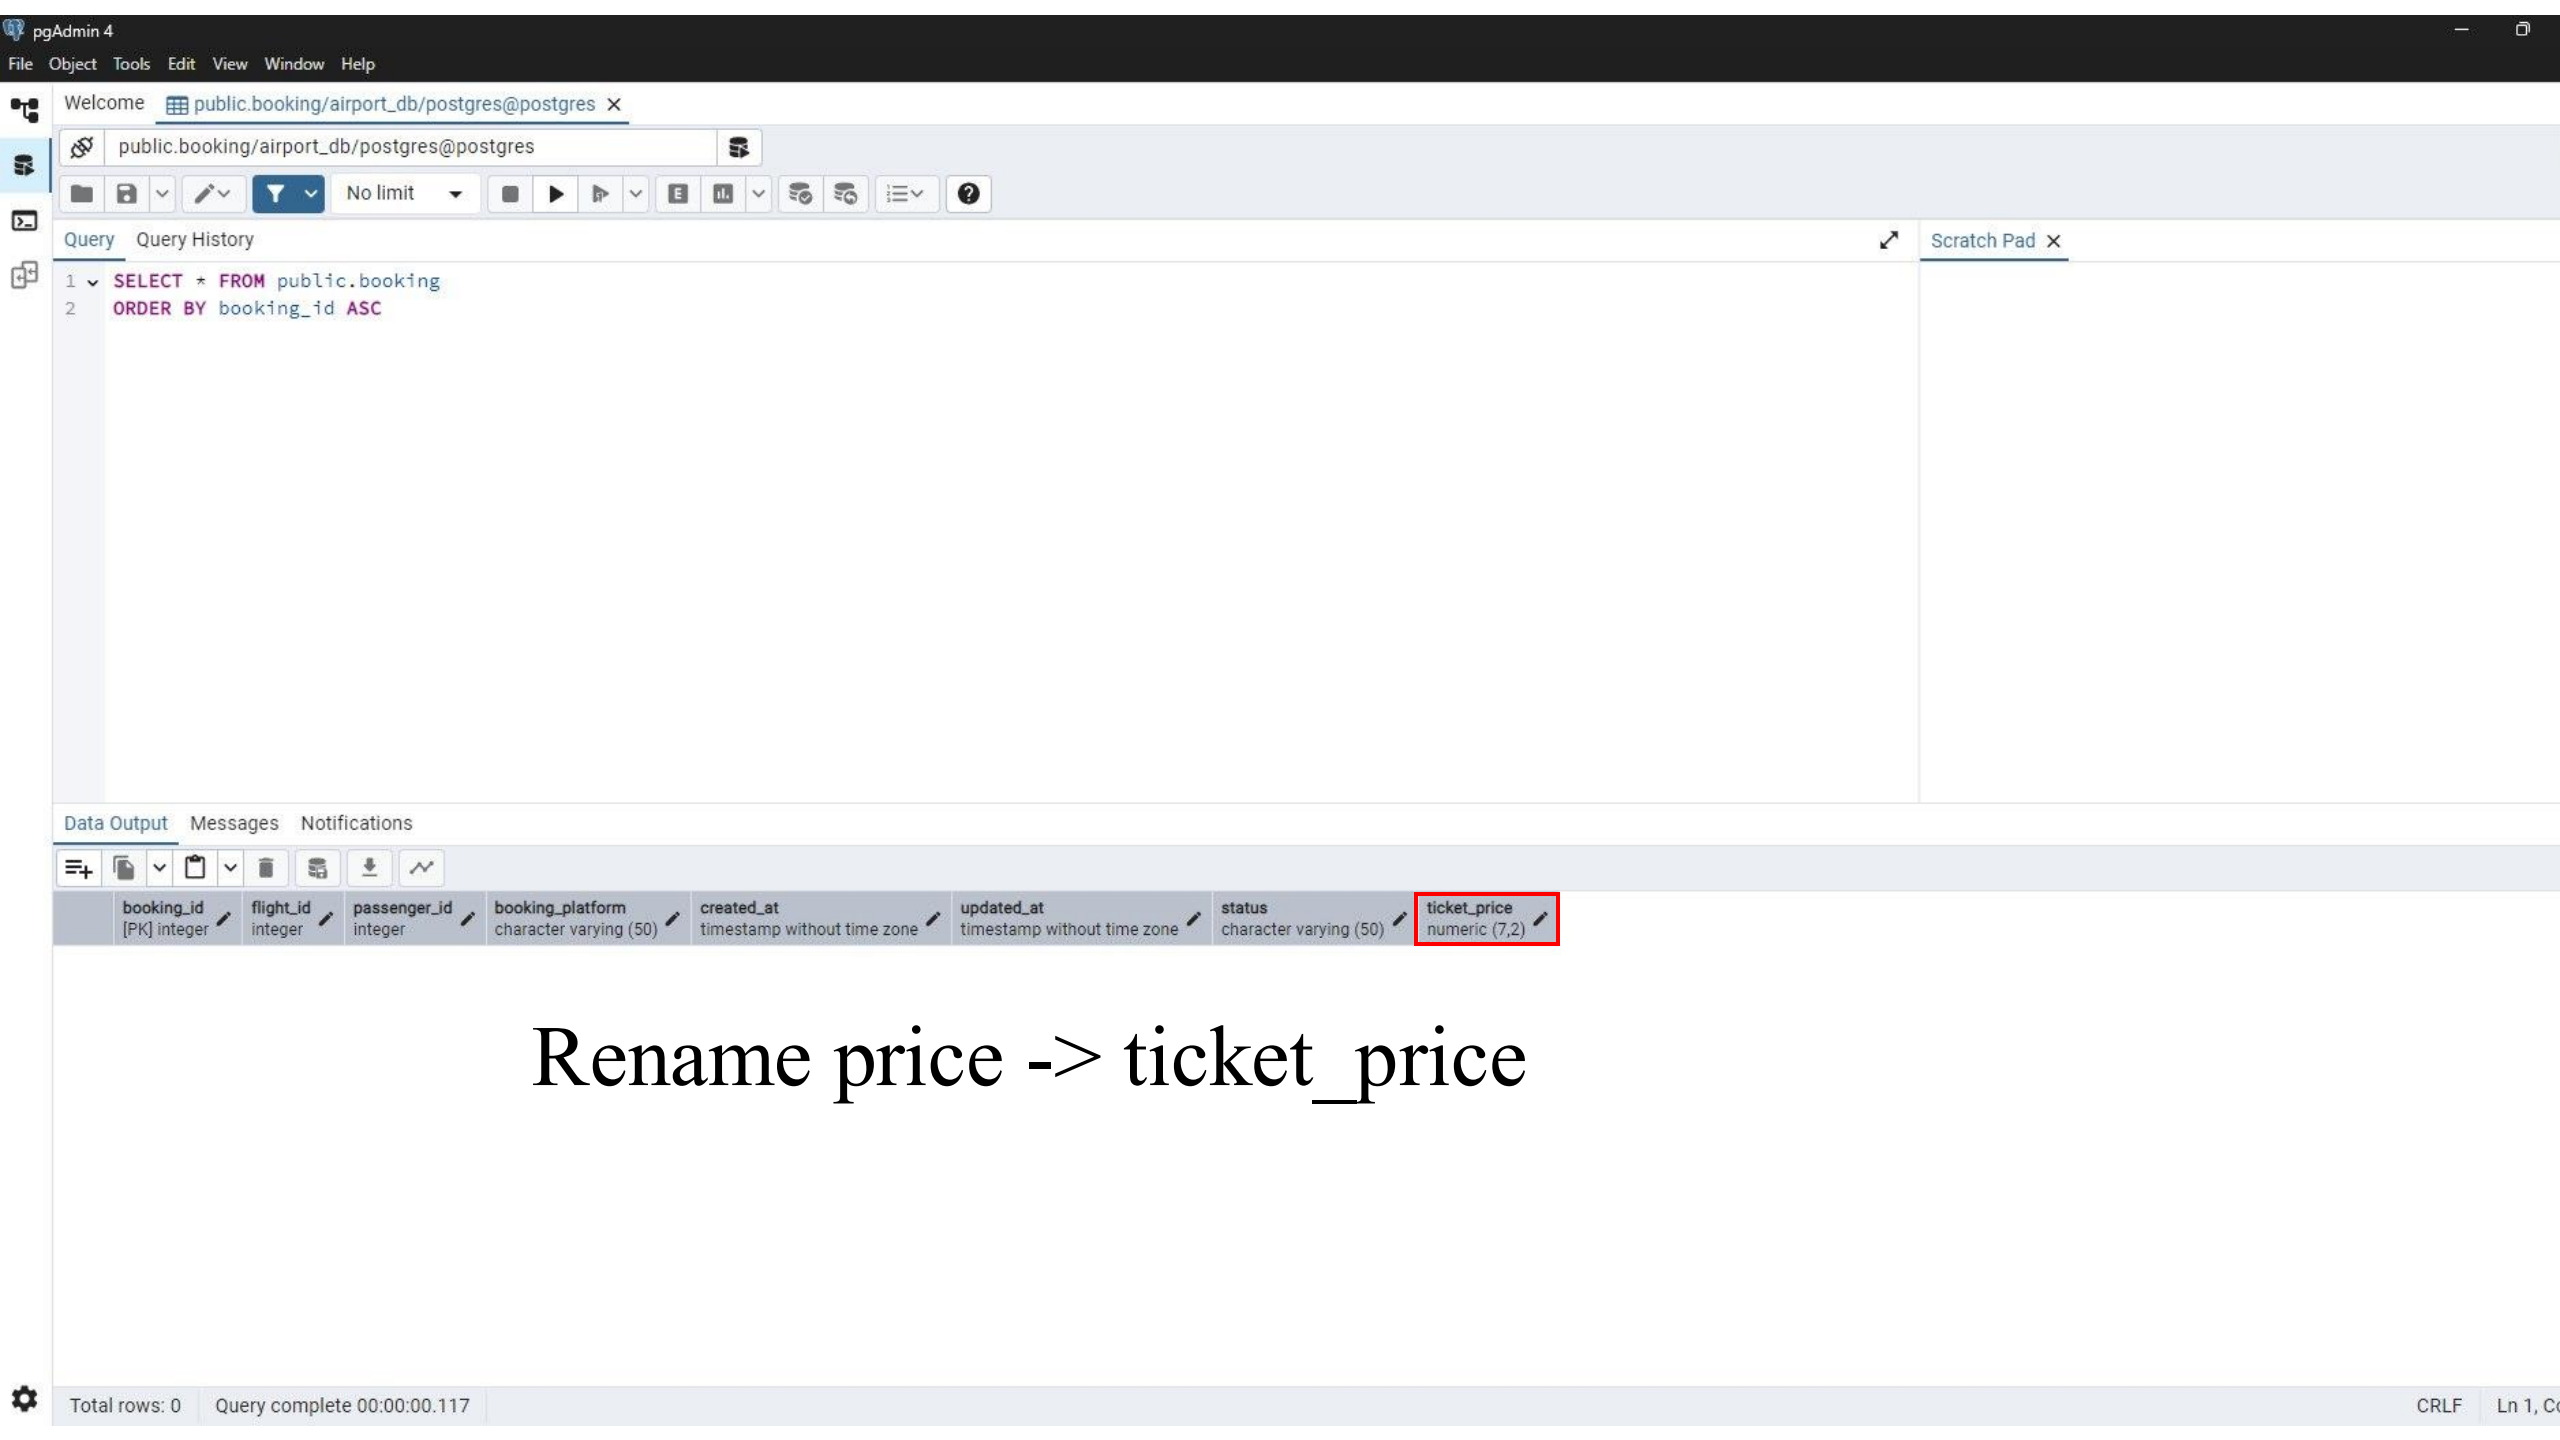 pgAdmin 4
File Object Tools Edit View Window Help
Welcome public.booking/airport_db/postgres@postgres
public.booking/airport_db/postgres@postgres
No limit
Query Query History Scratch Pad
1 SELECT * FROM public.booking
2 ORDER BY booking_id ASC
Data Output Messages Notifications
booking_id flight_id passenger_id booking_platform created_at updated_at status ticket_price
[PK] integer integer integer character varying (50) timestamp without time zone timestamp without time zone character varying (50) numeric (7,2)
Rename price -> ticket_price
Total rows: 0 Query complete 00:00:00.117 CRLF Ln 1,